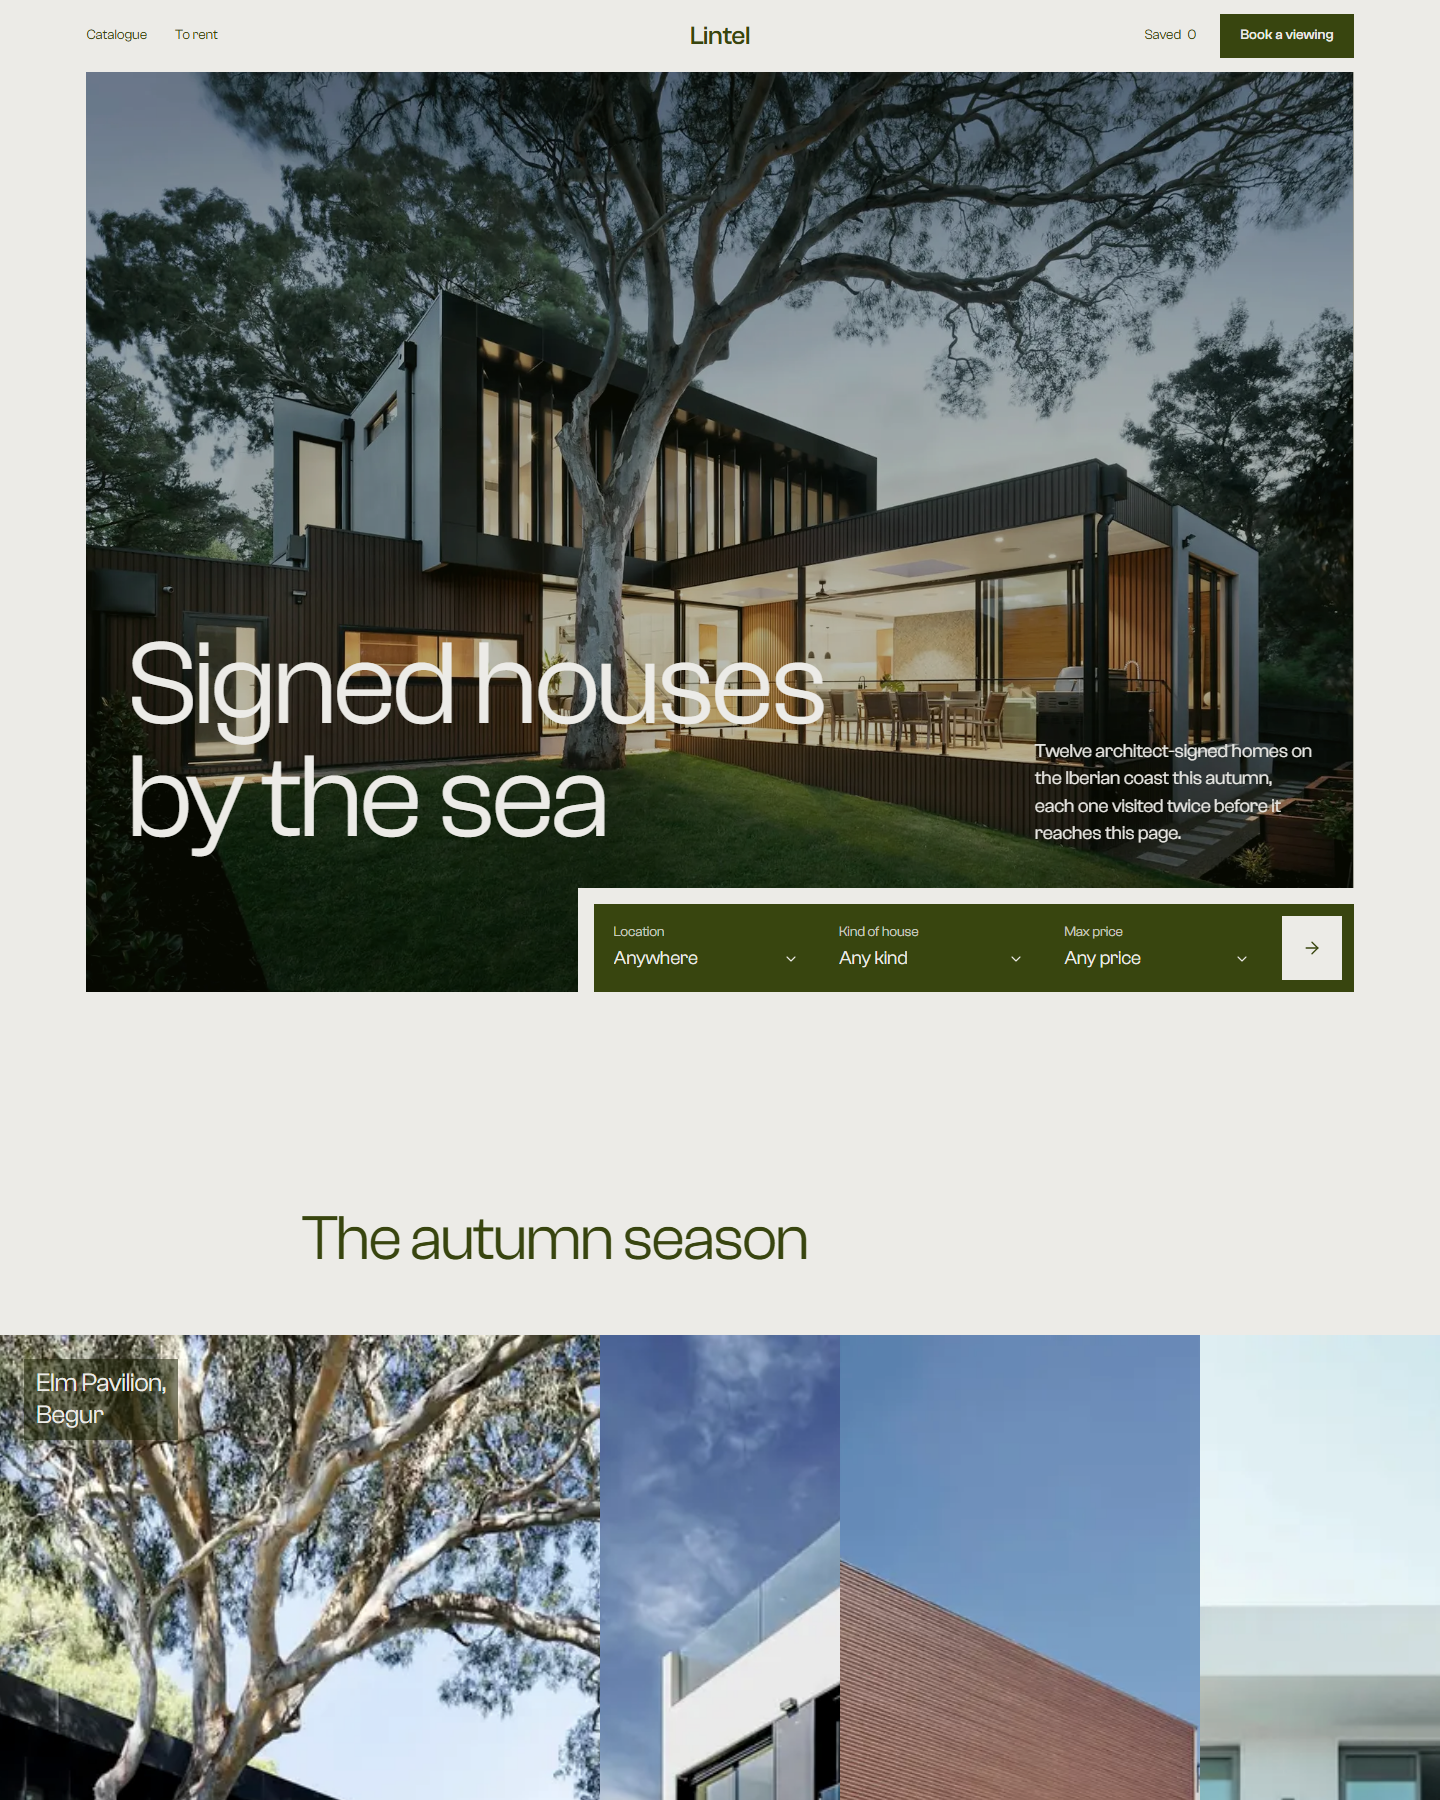 Catalogue
To rent
Lintel
Saved 0
Book a viewing
Signed houses
by the sea
Twelve architect-signed homes on
the Iberian coast this autumn,
each one visited twice before it
reaches this page.
Location
Anywhere
Kind of house
Any kind
Max price
Any price
The autumn season
Elm Pavilion,
Begur